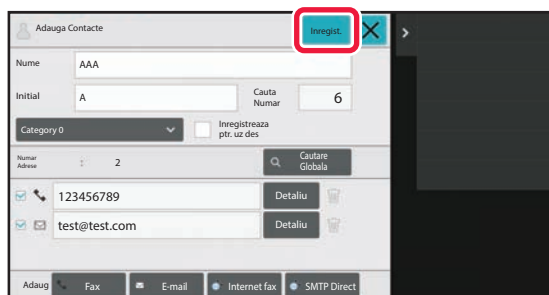 Adauga Contacte
Inregist.
Nume
AAA
Initial
A
Cauta
Numar
6
Category 0
Inregistreaza
ptr. uz des
Numar
Adrese
:
2
Cautare
Globala
123456789
Detaliu
test@test.com
Detaliu
Adaug
Fax
E-mail
Internet fax
SMTP Direct